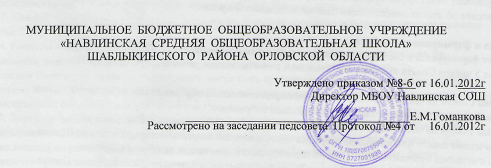 МУНИЦИПАЛЬНОЕ БЮДЖЕТНОЕ ОБЩЕОБРАЗОВАТЕЛЬНОЕ УЧРЕЖДЕНИЕ
«НАВЛИНСКАЯ СРЕДНЯЯ ОБЩЕОБРАЗОВАТЕЛЬНАЯ ШКОЛА»
ШАБЛЫКИНСКОГО РАЙОНА ОРЛОВСКОЙ ОБЛАСТИ
Утверждено приказом №8-б от 16.01.2012г
Директор МБОУ Навлинская СОШ
Е.М.Гоманкова
Рассмотрено на заседании педсовета Протокол №4 от 16.01.2012г